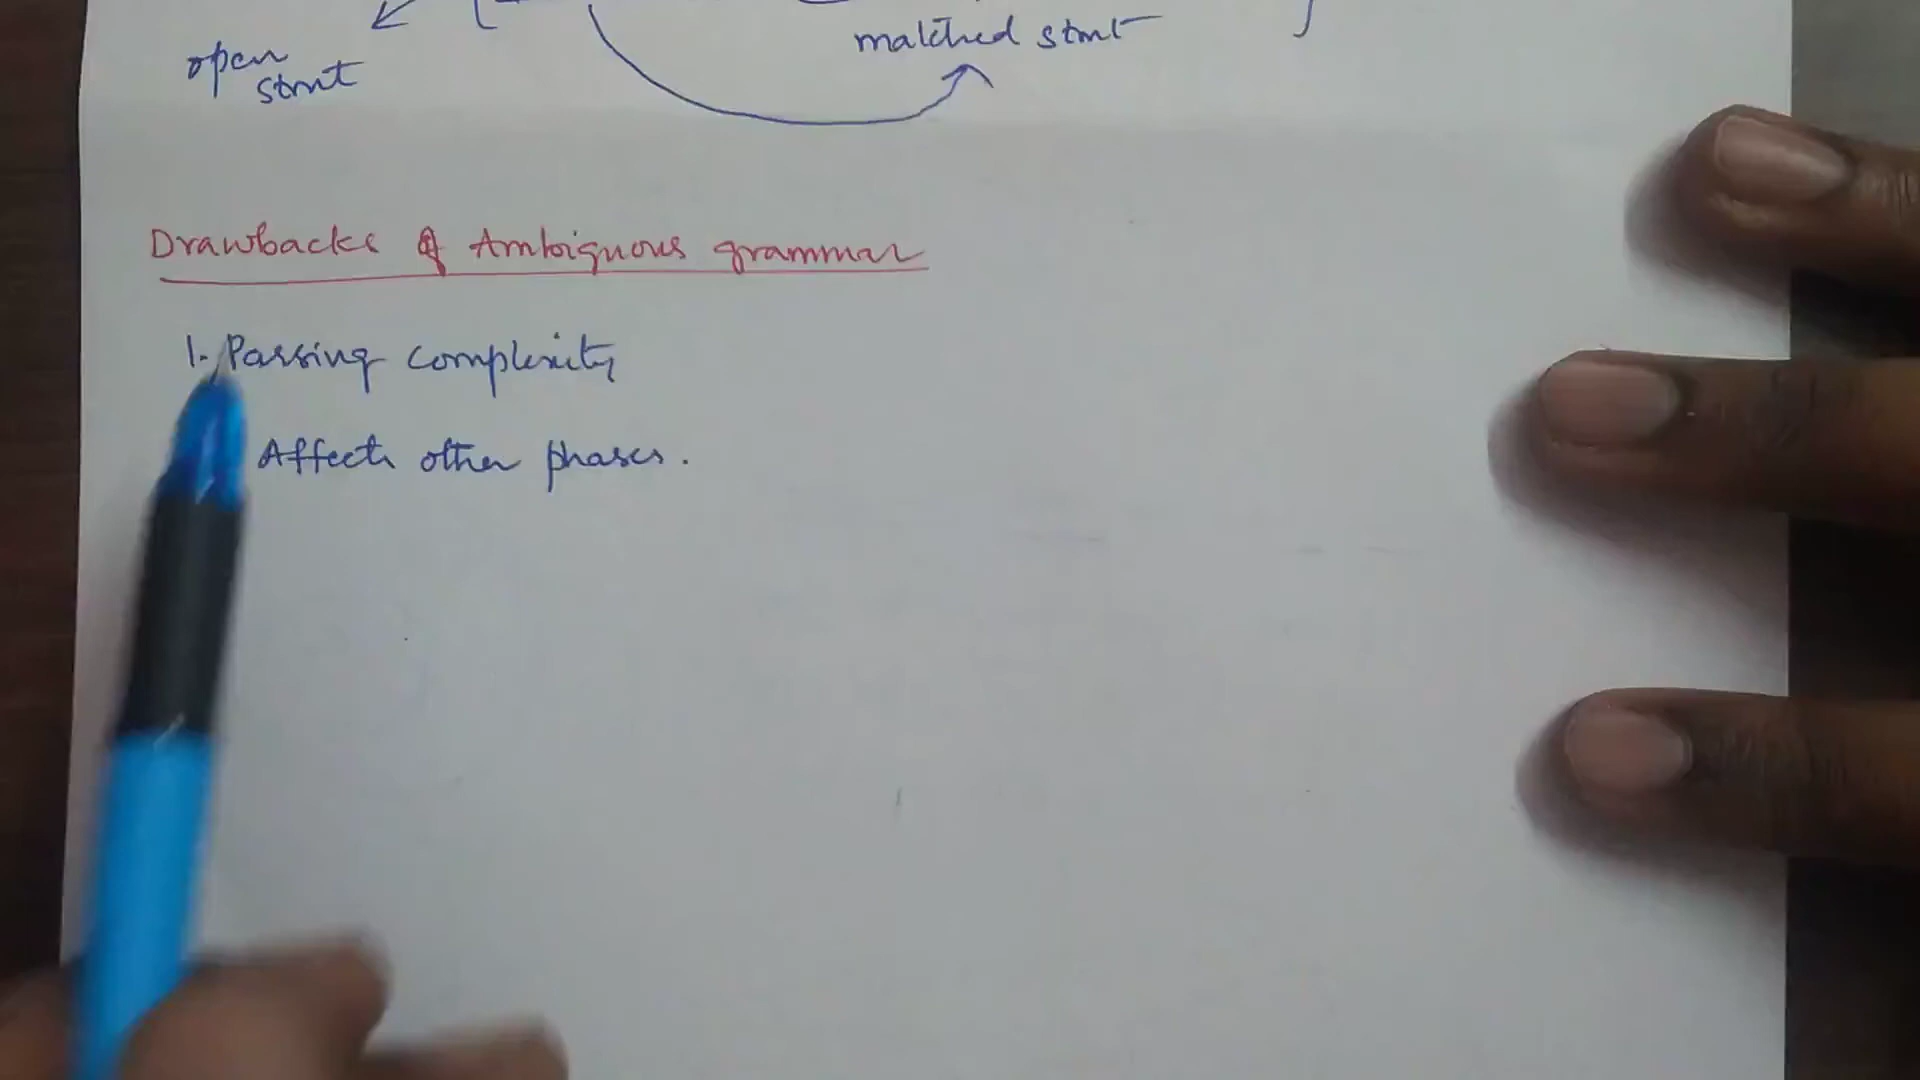 open
stmt
matched stmt
Drawbacks of Ambiguous grammar
1. Parsing complexity
Affects other phases.